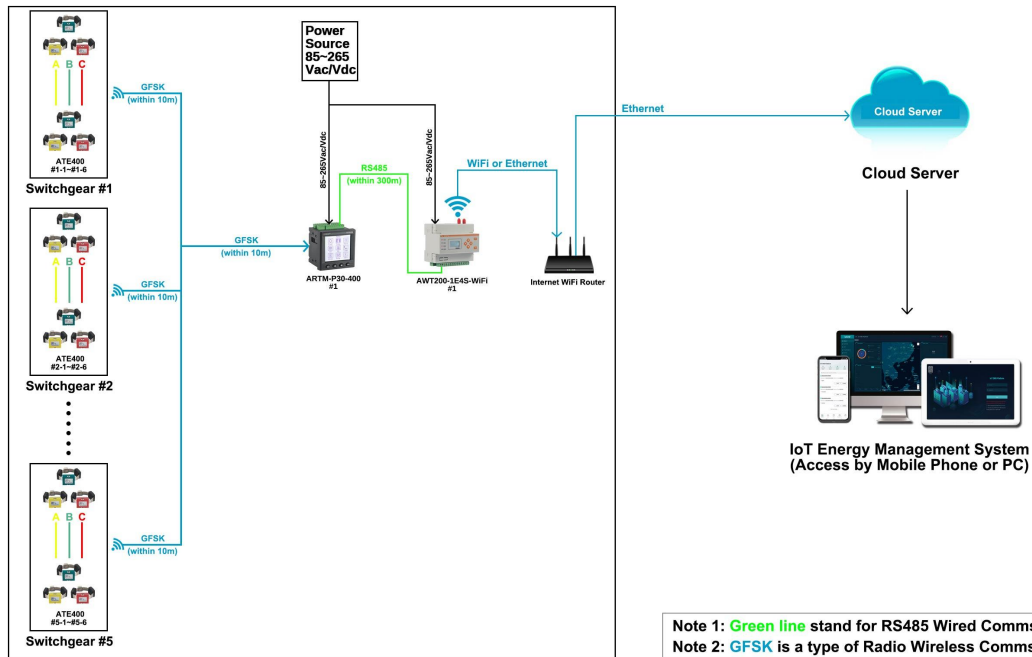 A B C
ATE400
#1-1~#1-6
Switchgear #1
GFSK
(within 10m)
A B C
ATE400
#2-1~#2-6
Switchgear #2
GFSK
(within 10m)
A B C
ATE400
#5-1~#5-6
Switchgear #5
GFSK
(within 10m)
GFSK
(within 10m)
Power
Source
85~265
Vac/Vdc
85~265Vac/Vdc
85~265Vac/Vdc
RS485
(within 300m)
ARTM-P30-400
#1
AWT200-1E4S-WiFi
#1
WiFi or Ethernet
Internet WiFi Router
Ethernet
Cloud Server
Cloud Server
IoT Energy Management System
(Access by Mobile Phone or PC)
Note 1: Green line stand for RS485 Wired Comms
Note 2: GFSK is a type of Radio Wireless Comms